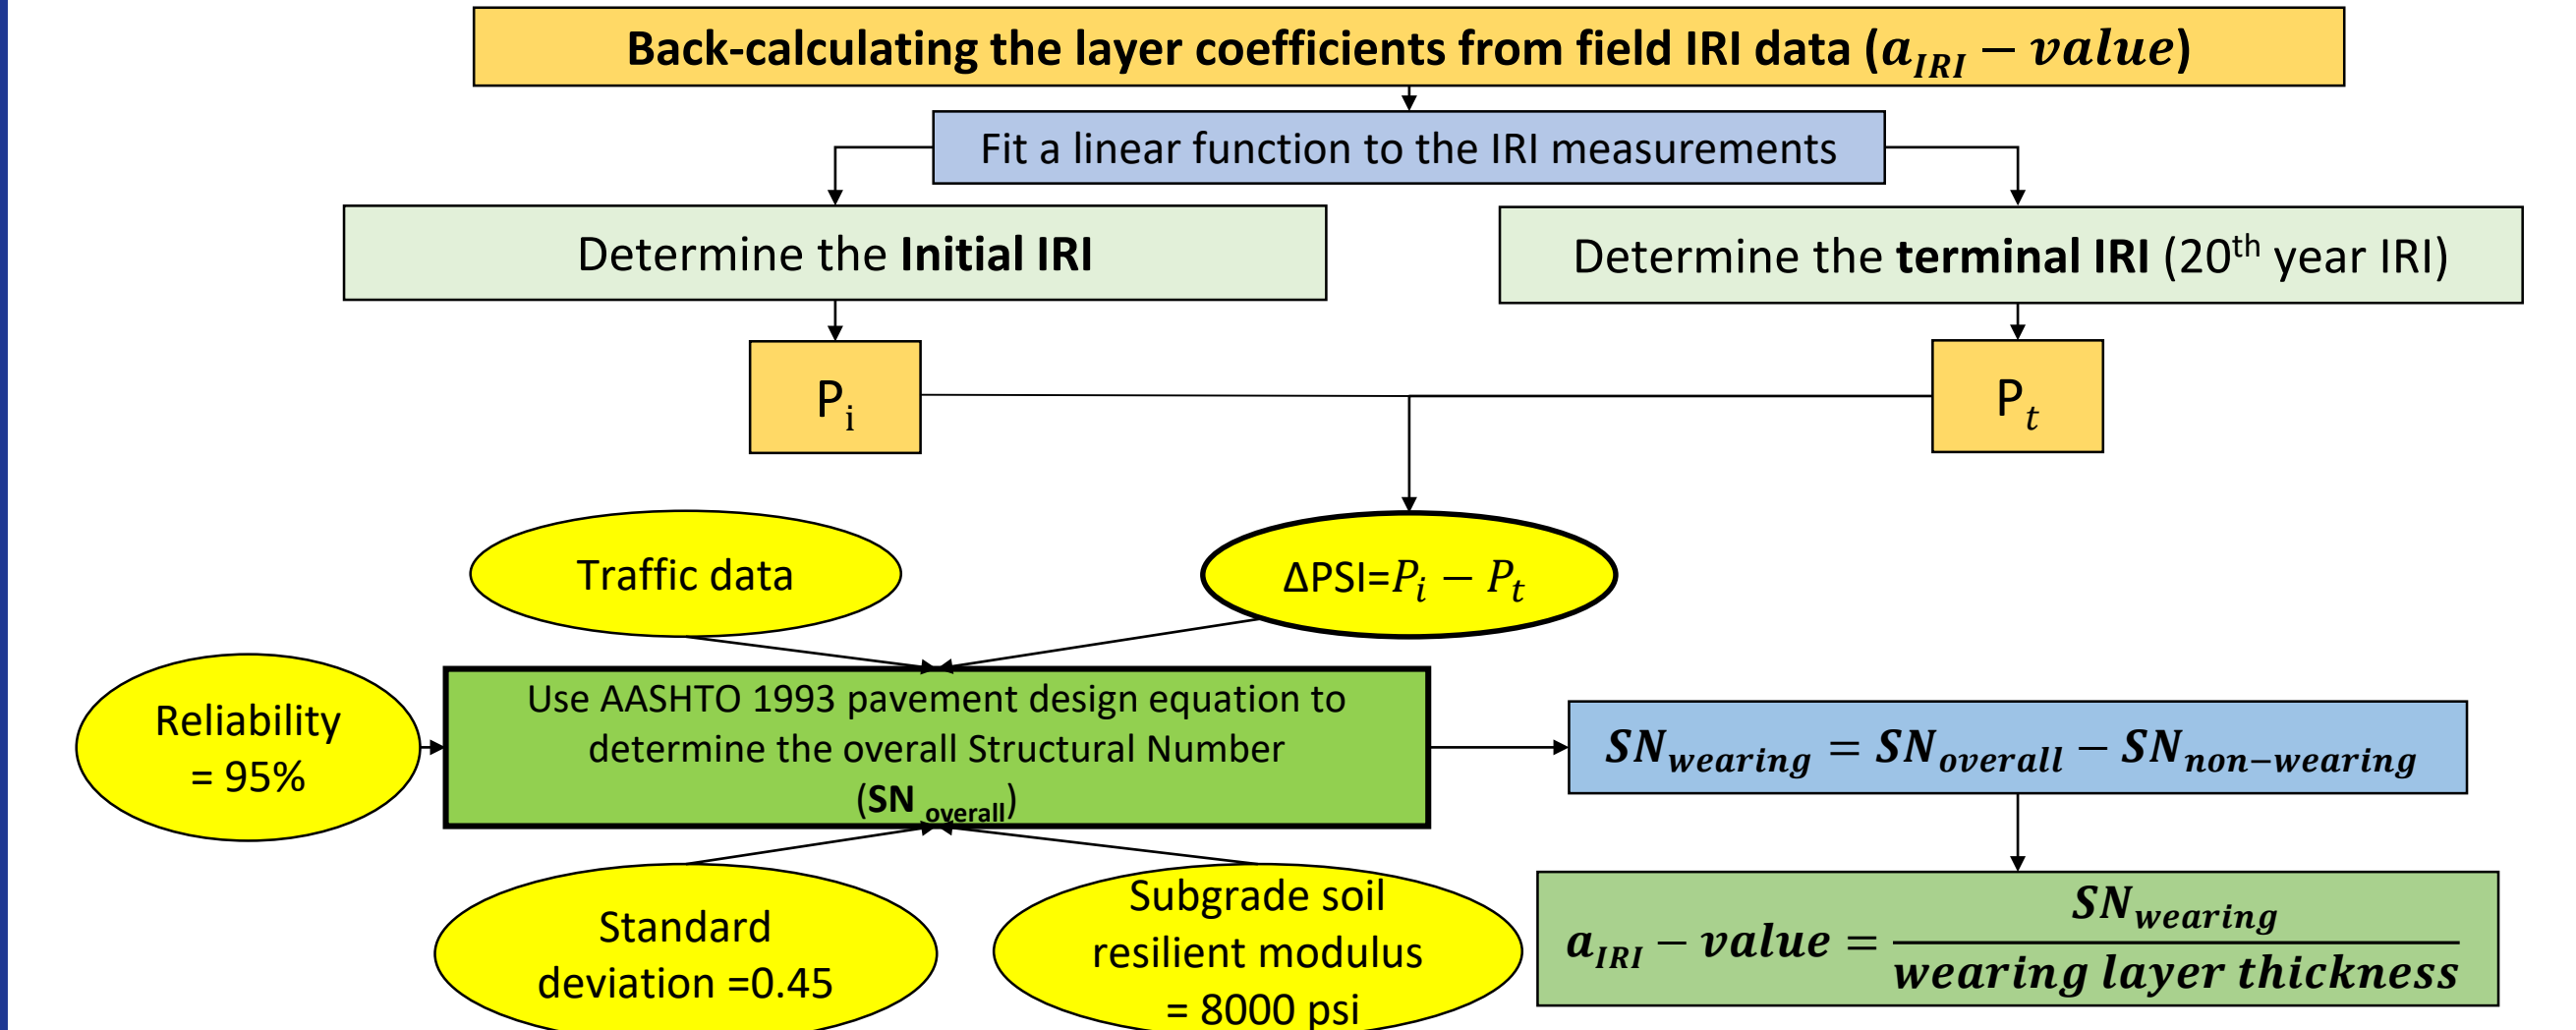 Back-calculating the layer coefficients from field IRI data (a_IRI − value)
Fit a linear function to the IRI measurements
Determine the Initial IRI
Determine the terminal IRI (20th year IRI)
P_i
P_t
Traffic data
ΔPSI=P_i − P_t
Reliability
= 95%
Use AASHTO 1993 pavement design equation to
determine the overall Structural Number
(SN overall)
SN_wearing = SN_overall − SN_non−wearing
Standard
deviation =0.45
Subgrade soil
resilient modulus
= 8000 psi
a_IRI − value = SN_wearing / wearing layer thickness